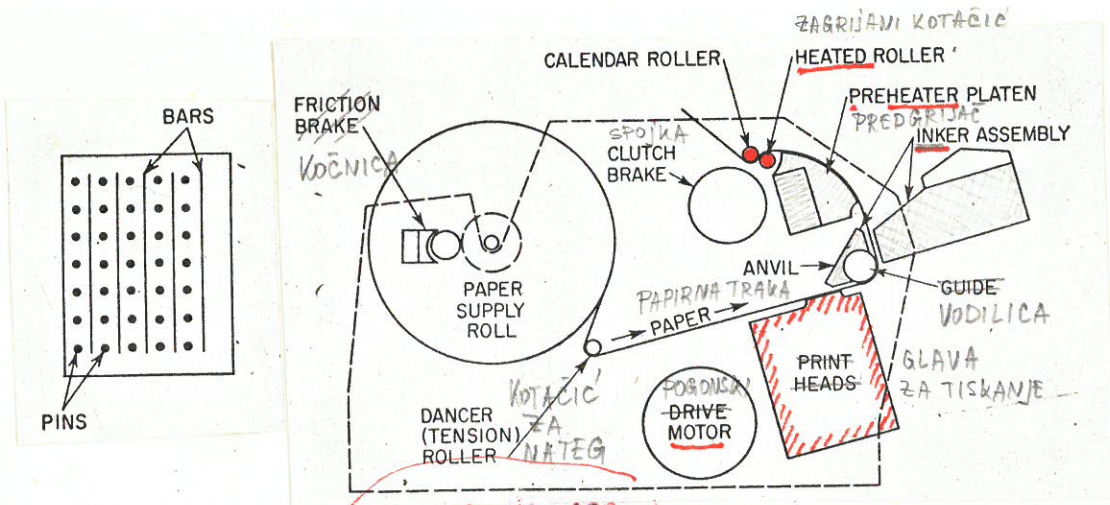 BARS
PINS
ZAGRIJANI KOTAČIĆ
CALENDAR ROLLER
HEATED ROLLER
PREHEATER PLATEN
PREDGRIJAČ
INKER ASSEMBLY
FRICTION
BRAKE
KOČNICA
SPOJKA
CLUTCH
BRAKE
PAPER
SUPPLY
ROLL
ANVIL
GUIDE
VODILICA
PAPIRNA TRAKA
PAPER
PRINT
HEADS
GLAVA
ZA TISKANJE
POGONSKI
DRIVE
MOTOR
DANCER
(TENSION)
ROLLER
KOTAČIĆ
ZA
NATEG